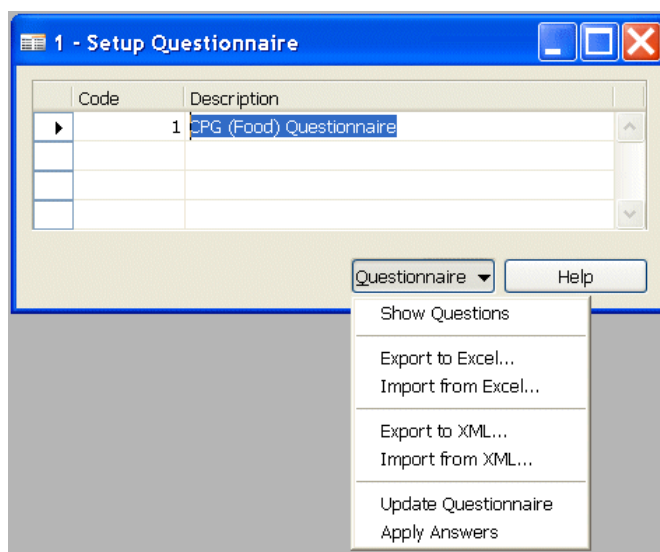 1 - Setup Questionnaire
Code Description
1 CPG (Food) Questionnaire
Questionnaire Help
Show Questions
Export to Excel...
Import from Excel...
Export to XML...
Import from XML...
Update Questionnaire
Apply Answers